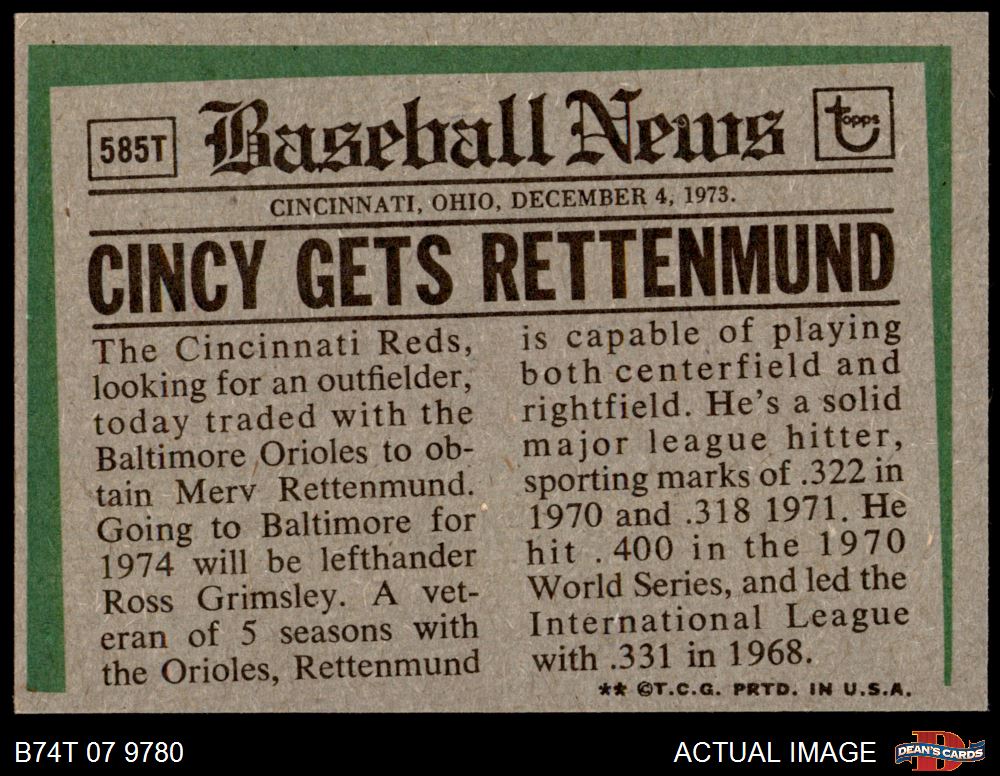 585T
Baseball News
topps
CINCINNATI, OHIO, DECEMBER 4, 1973.
CINCY GETS RETTENMUND
The Cincinnati Reds,
looking for an outfielder,
today traded with the
Baltimore Orioles to ob-
tain Merv Rettenmund.
Going to Baltimore for
1974 will be lefthander
Ross Grimsley. A vet-
eran of 5 seasons with
the Orioles, Rettenmund
is capable of playing
both centerfield and
rightfield. He's a solid
major league hitter,
sporting marks of .322 in
1970 and .318 1971. He
hit .400 in the 1970
World Series, and led the
International League
with .331 in 1968.
** ©T.C.G. PRTD. IN U.S.A.
B74T 07 9780
ACTUAL IMAGE
DEAN'S CARDS